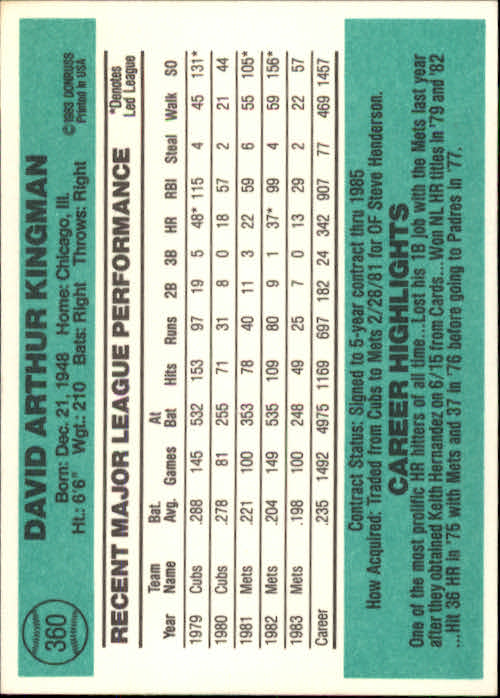 360
DAVID ARTHUR KINGMAN
©1983 DONRUSS
Printed in USA
Born: Dec. 21, 1948 Home: Chicago, Ill.
Ht.: 6'6" Wgt.: 210 Bats: Right Throws: Right
RECENT MAJOR LEAGUE PERFORMANCE
*Denotes
Led League
Year Team Name Bat. Avg. Games At Bat Hits Runs 2B 3B HR RBI Steal Walk SO
1979 Cubs .288 145 532 153 97 19 5 48* 115 4 45 131*
1980 Cubs .278 81 255 71 31 8 0 18 57 2 21 44
1981 Mets .221 100 353 78 40 11 3 22 59 6 55 105*
1982 Mets .204 149 535 109 80 9 1 37* 99 4 59 156*
1983 Mets .198 100 248 49 25 7 0 13 29 2 22 57
Career .235 1492 4975 1169 697 182 24 342 907 77 469 1457
Contract Status: Signed to 5-year contract thru 1985
How Acquired: Traded from Cubs to Mets 2/28/81 for OF Steve Henderson.
CAREER HIGHLIGHTS
One of the most prolific HR hitters of all time...Lost his 1B job with the Mets last year
after they obtained Keith Hernandez on 6/15 from Cards...Won NL HR titles in '79 and '82
...Hit 36 HR in '75 with Mets and 37 in '76 before going to Padres in '77.